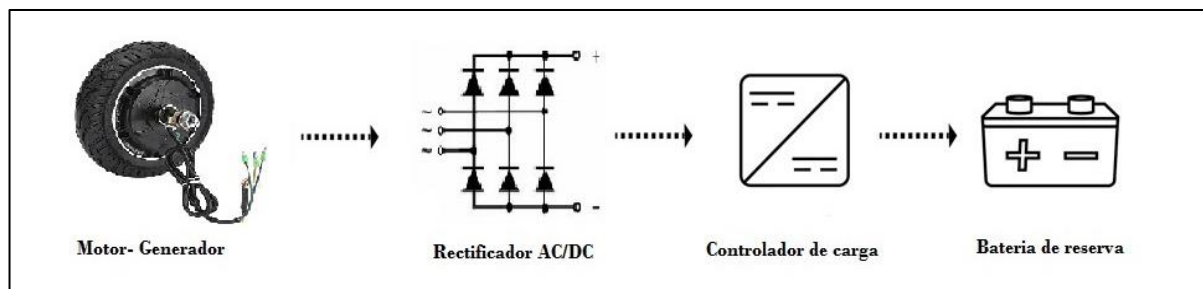 Motor- Generador
Rectificador AC/DC
Controlador de carga
Bateria de reserva